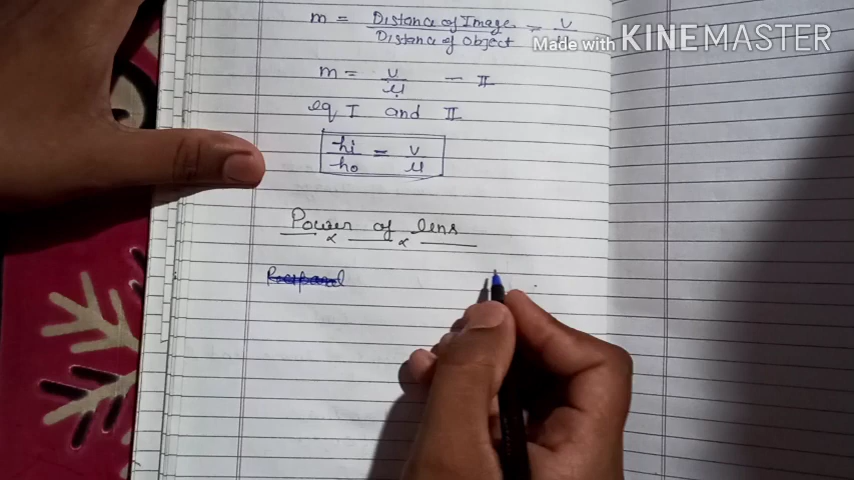 m = Distance of Image / Distance of Object = v
Made with KINEMASTER
m = v/u — II
eq I and II
hi/ho = v/u
Power of lens